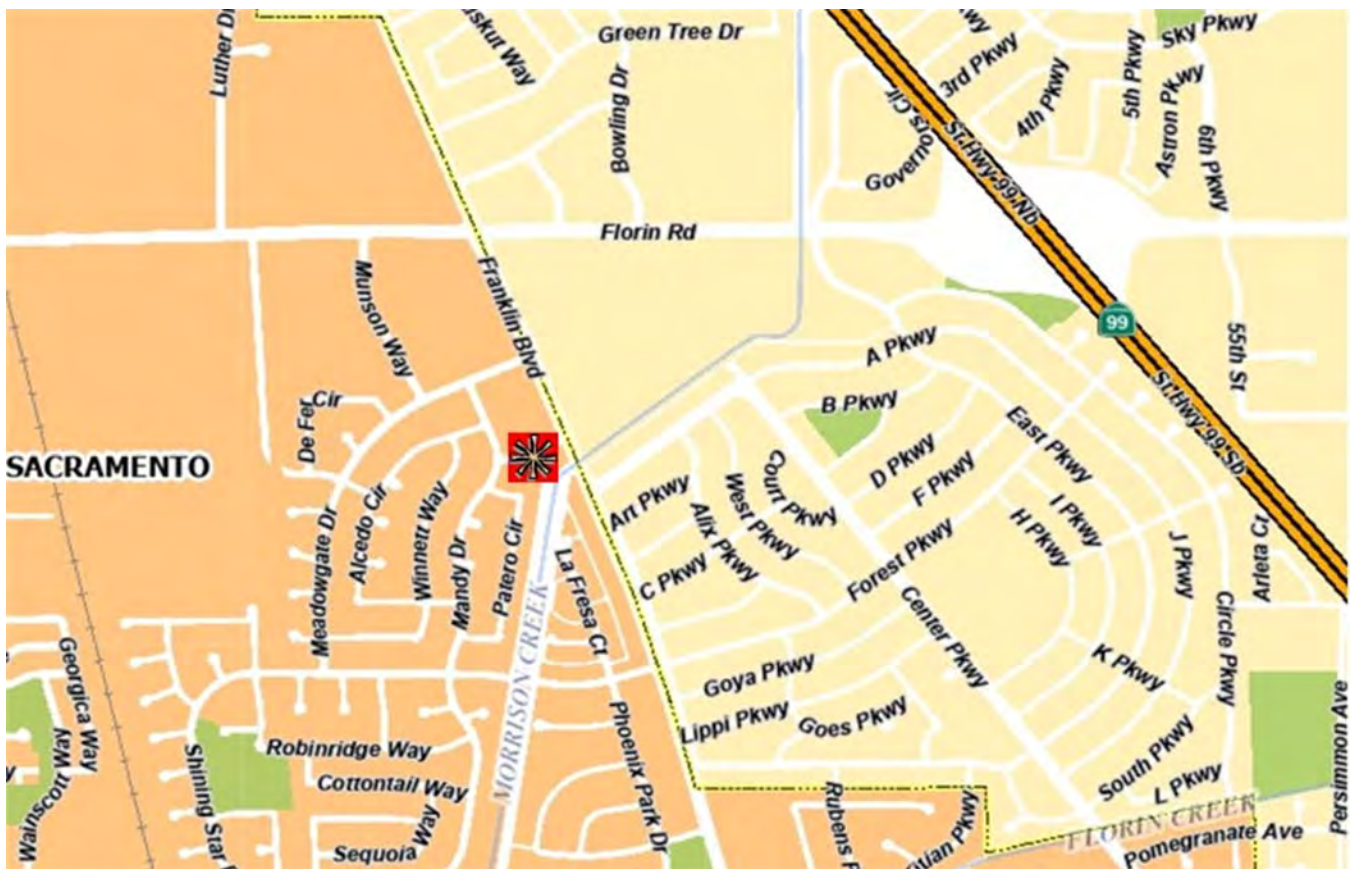 Luther Dr
Green Tree Dr
Bowling Dr
Sky Pkwy
3rd Pkwy
4th Pkwy
5th Pkwy
Astron Pkwy
6th Pkwy
Governors Cir
St Hwy 99 Nb
Florin Rd
Franklin Blvd
Munson Way
99
A Pkwy
55th St
B Pkwy
St Hwy 99 Sb
De Fer Cir
East Pkwy
SACRAMENTO
D Pkwy
F Pkwy
Court Pkwy
West Pkwy
Art Pkwy
Alix Pkwy
I Pkwy
H Pkwy
J Pkwy
Arlea Ct
Alcedo Cir
Winnett Way
Meadowgate Dr
Mandy Dr
Patero Cir
La Fresa Ct
C Pkwy
Forest Pkwy
Center Pkwy
Circle Pkwy
K Pkwy
Goya Pkwy
Lippi Pkwy
Goes Pkwy
MORRISON CREEK
Georgica Way
Wainscott Way
Shining Star
Robinridge Way
Cottontail Way
Sequoia Way
Phoenix Park Dr
South Pkwy
L Pkwy
Persimmon Ave
Rubens
FLORIN CREEK
Pomegranate Ave